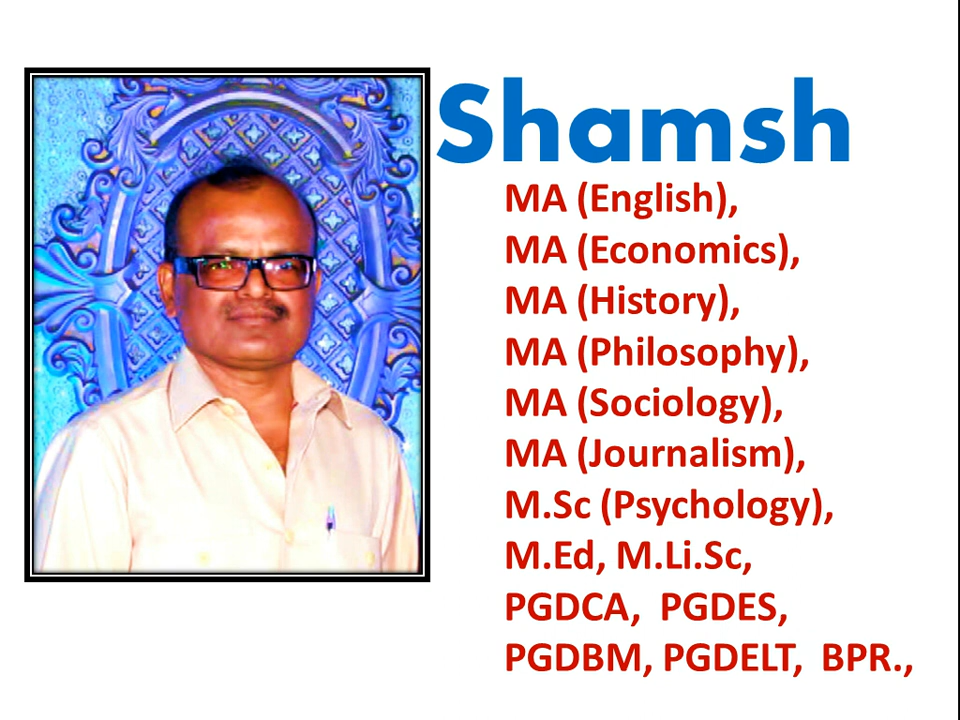 Shamsh
MA (English),
MA (Economics),
MA (History),
MA (Philosophy),
MA (Sociology),
MA (Journalism),
M.Sc (Psychology),
M.Ed, M.Li.Sc,
PGDCA, PGDES,
PGDBM, PGDELT, BPR.,